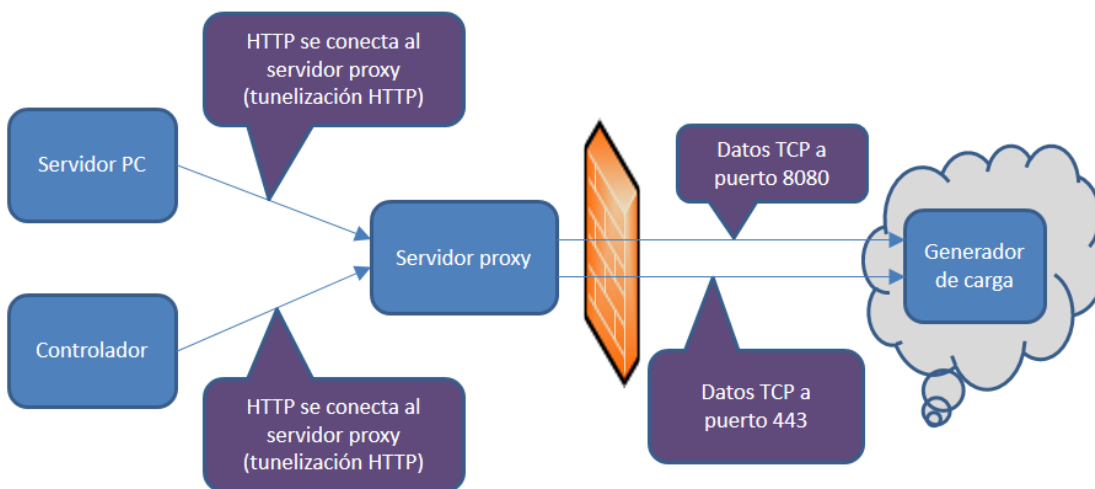 HTTP se conecta al
servidor proxy
(tunelización HTTP)
Servidor PC
Datos TCP a
puerto 8080
Servidor proxy
Generador
de carga
Controlador
HTTP se conecta al
servidor proxy
(tunelización HTTP)
Datos TCP a
puerto 443